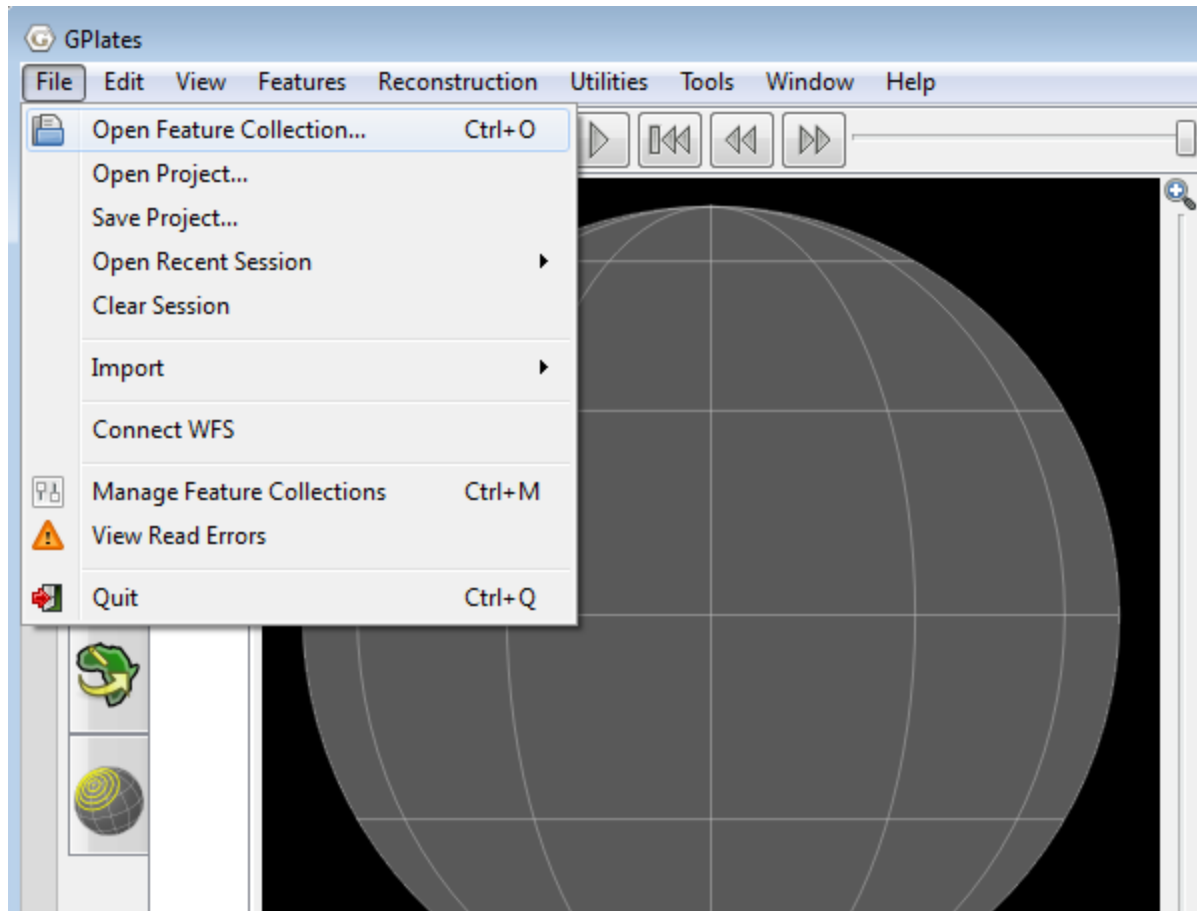 GPlates
File Edit View Features Reconstruction Utilities Tools Window Help
Open Feature Collection... Ctrl+O
Open Project...
Save Project...
Open Recent Session
Clear Session
Import
Connect WFS
Manage Feature Collections Ctrl+M
View Read Errors
Quit Ctrl+Q